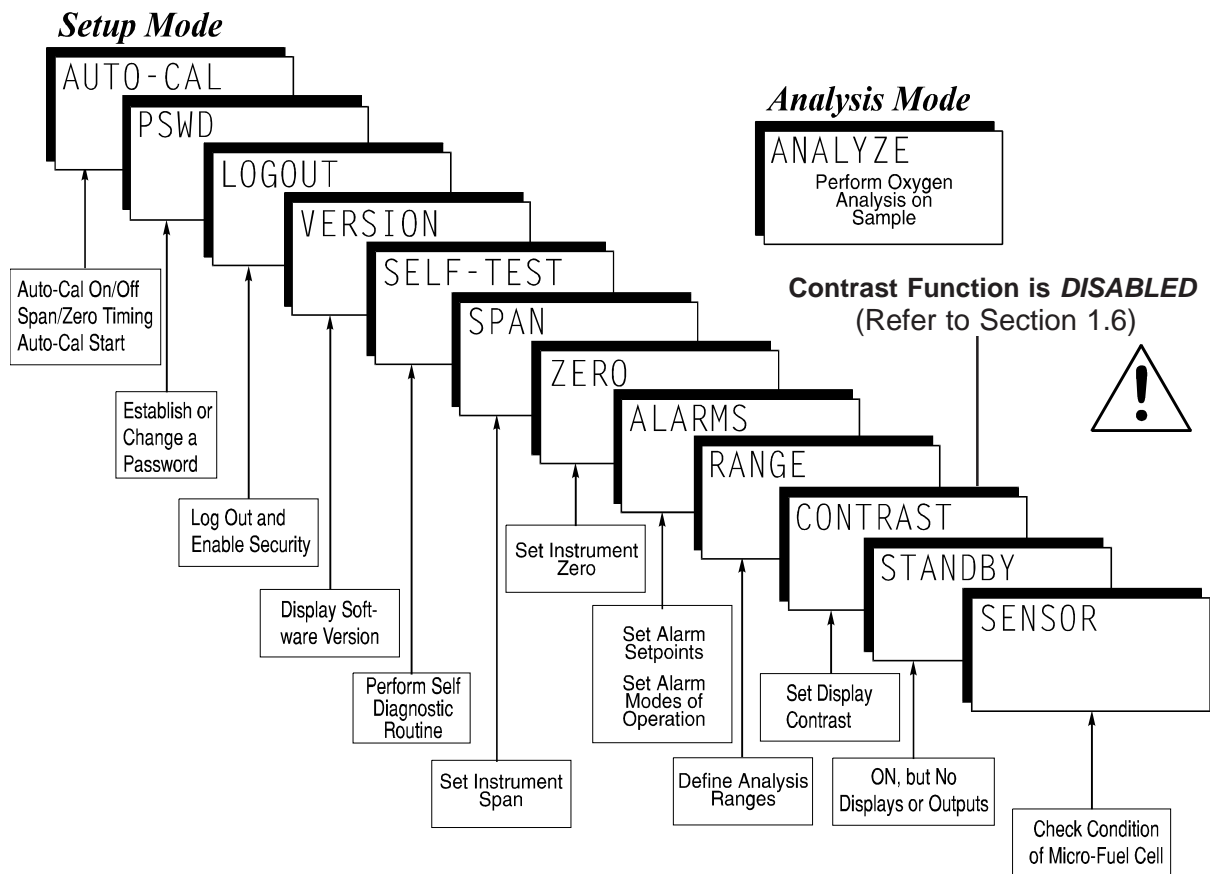 Setup Mode
AUTO-CAL
PSWD
LOGOUT
VERSION
SELF-TEST
SPAN
ZERO
ALARMS
RANGE
CONTRAST
STANDBY
SENSOR
Analysis Mode
ANALYZE
Perform Oxygen
Analysis on
Sample
Contrast Function is DISABLED
(Refer to Section 1.6)
!
Auto-Cal On/Off
Span/Zero Timing
Auto-Cal Start
Establish or
Change a
Password
Log Out and
Enable Security
Display Soft-
ware Version
Perform Self
Diagnostic
Routine
Set Instrument
Span
Set Instrument
Zero
Set Alarm
Setpoints
Set Alarm
Modes of
Operation
Define Analysis
Ranges
Set Display
Contrast
ON, but No
Displays or Outputs
Check Condition
of Micro-Fuel Cell